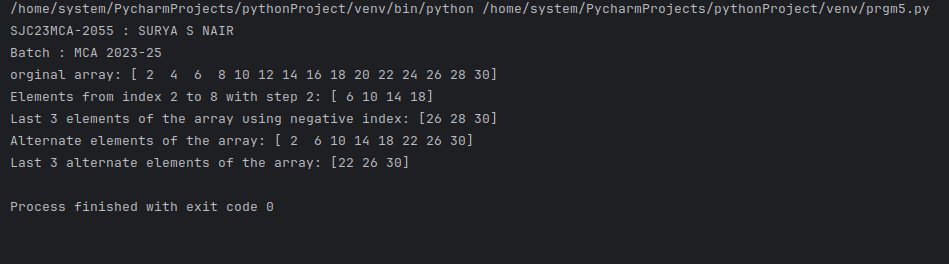 /home/system/PycharmProjects/pythonProject/venv/bin/python /home/system/PycharmProjects/pythonProject/venv/prgm5.py
SJC23MCA-2055 : SURYA S NAIR
Batch : MCA 2023-25
orginal array: [ 2  4  6  8 10 12 14 16 18 20 22 24 26 28 30]
Elements from index 2 to 8 with step 2: [ 6 10 14 18]
Last 3 elements of the array using negative index: [26 28 30]
Alternate elements of the array: [ 2  6 10 14 18 22 26 30]
Last 3 alternate elements of the array: [22 26 30]
Process finished with exit code 0